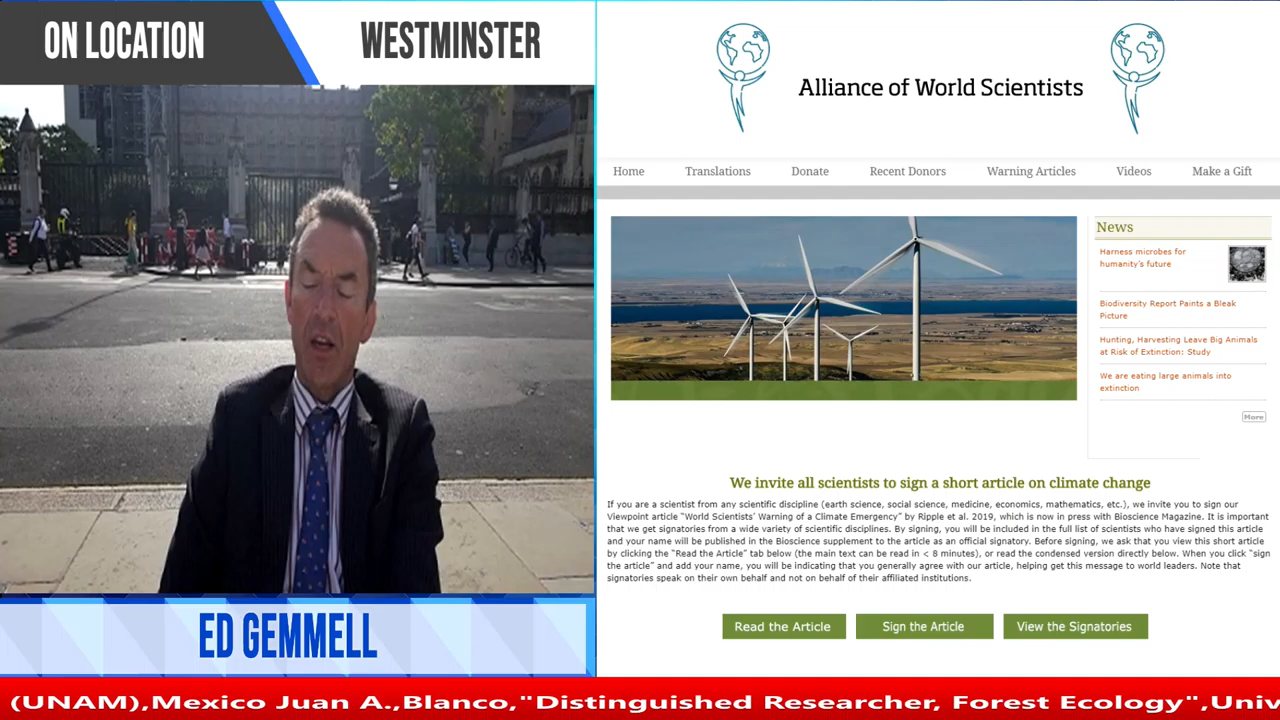 ON LOCATION
WESTMINSTER
ED GEMMELL
Alliance of World Scientists
Home Translations Donate Recent Donors Warning Articles Videos Make a Gift
News
Harness microbes for
humanity's future
Biodiversity Report Paints a Bleak
Picture
Hunting, Harvesting Leave Big Animals
at Risk of Extinction: Study
We are eating large animals into
extinction
More
We invite all scientists to sign a short article on climate change
If you are a scientist from any scientific discipline (earth science, social science, medicine, economics, mathematics, etc.), we invite you to sign our
Viewpoint article "World Scientists' Warning of a Climate Emergency" by Ripple et al. 2019, which is now in press with Bioscience Magazine. It is important
that we get signatories from a wide variety of scientific disciplines. By signing, you will be included in the full list of scientists who have signed this article
and your name will be published in the Bioscience supplement to the article as an official signatory. Before signing, we ask that you view this short article
by clicking the "Read the Article" tab below (the main text can be read in < 8 minutes), or read the condensed version directly below. When you click "sign
the article" and add your name, you will be indicating that you generally agree with our article, helping get this message to world leaders. Note that
signatories speak on their own behalf and not on behalf of their affiliated institutions.
Read the Article Sign the Article View the Signatories
(UNAM),Mexico Juan A.,Blanco,"Distinguished Researcher, Forest Ecology",Univ